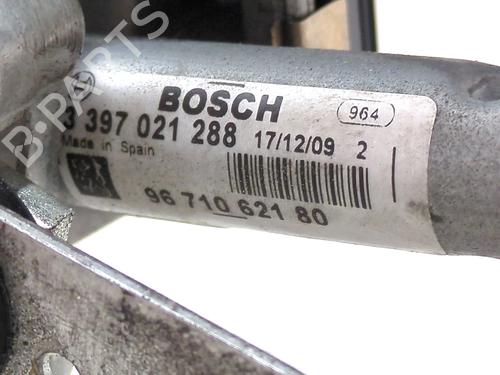 B-PARTS
BOSCH
964
3 397 021 288 17/12/09 2
Made in Spain
96 710 621 80